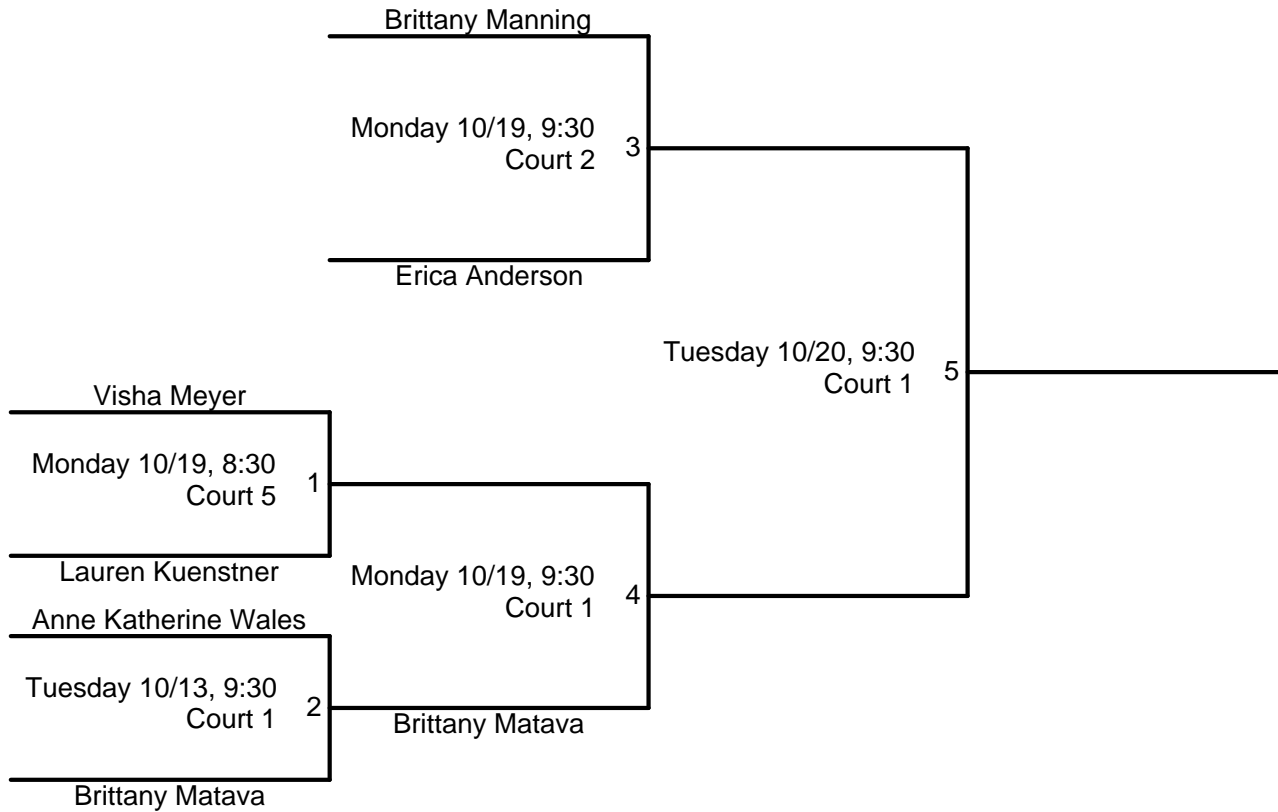 Brittany Manning
Monday 10/19, 9:30
Court 2
3
Erica Anderson
Tuesday 10/20, 9:30
Court 1
5
Visha Meyer
Monday 10/19, 8:30
Court 5
1
Lauren Kuenstner
Monday 10/19, 9:30
Court 1
4
Anne Katherine Wales
Tuesday 10/13, 9:30
Court 1
2
Brittany Matava
Brittany Matava